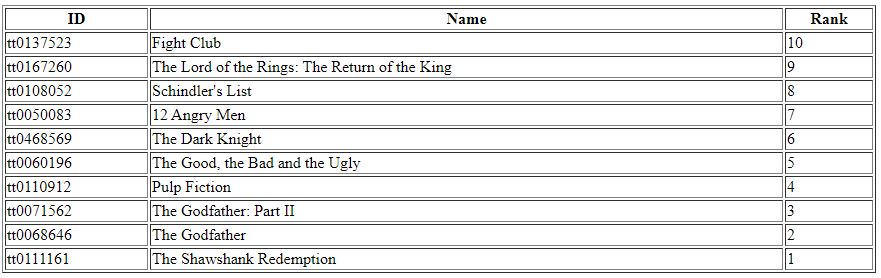 ID Name Rank
tt0137523 Fight Club 10
tt0167260 The Lord of the Rings: The Return of the King 9
tt0108052 Schindler's List 8
tt0050083 12 Angry Men 7
tt0468569 The Dark Knight 6
tt0060196 The Good, the Bad and the Ugly 5
tt0110912 Pulp Fiction 4
tt0071562 The Godfather: Part II 3
tt0068646 The Godfather 2
tt0111161 The Shawshank Redemption 1